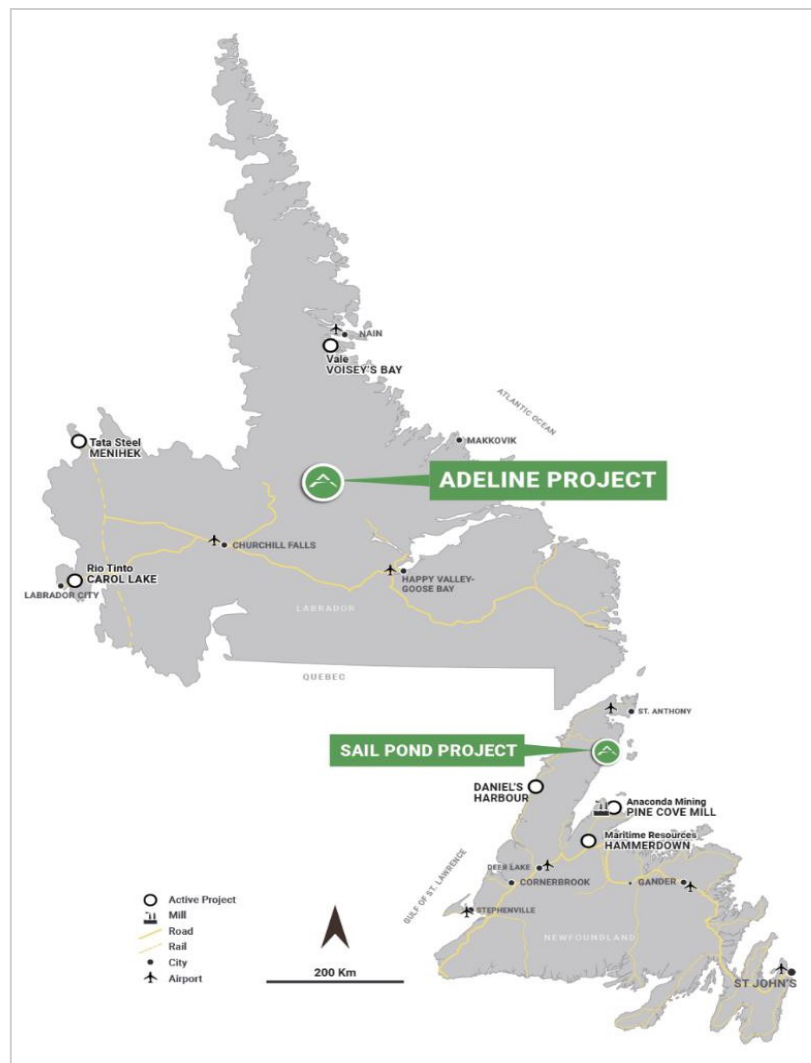 NAIN
Vale
VOISEY'S BAY
ATLANTIC OCEAN
MAKKOVIK
Tata Steel
MENIHEK
ADELINE PROJECT
CHURCHILL FALLS
Rio Tinto
CAROL LAKE
LABRADOR CITY
HAPPY VALLEY-
GOOSE BAY
LABRADOR
QUEBEC
ST. ANTHONY
SAIL POND PROJECT
DANIEL'S
HARBOUR
Anaconda Mining
PINE COVE MILL
Maritime Resources
HAMMERDOWN
DEER LAKE
CORNERBROOK
GANDER
GULF OF ST. LAWRENCE
STEPHENVILLE
NEWFOUNDLAND
ST JOHN'S
Active Project
Mill
Road
Rail
City
Airport
200 Km